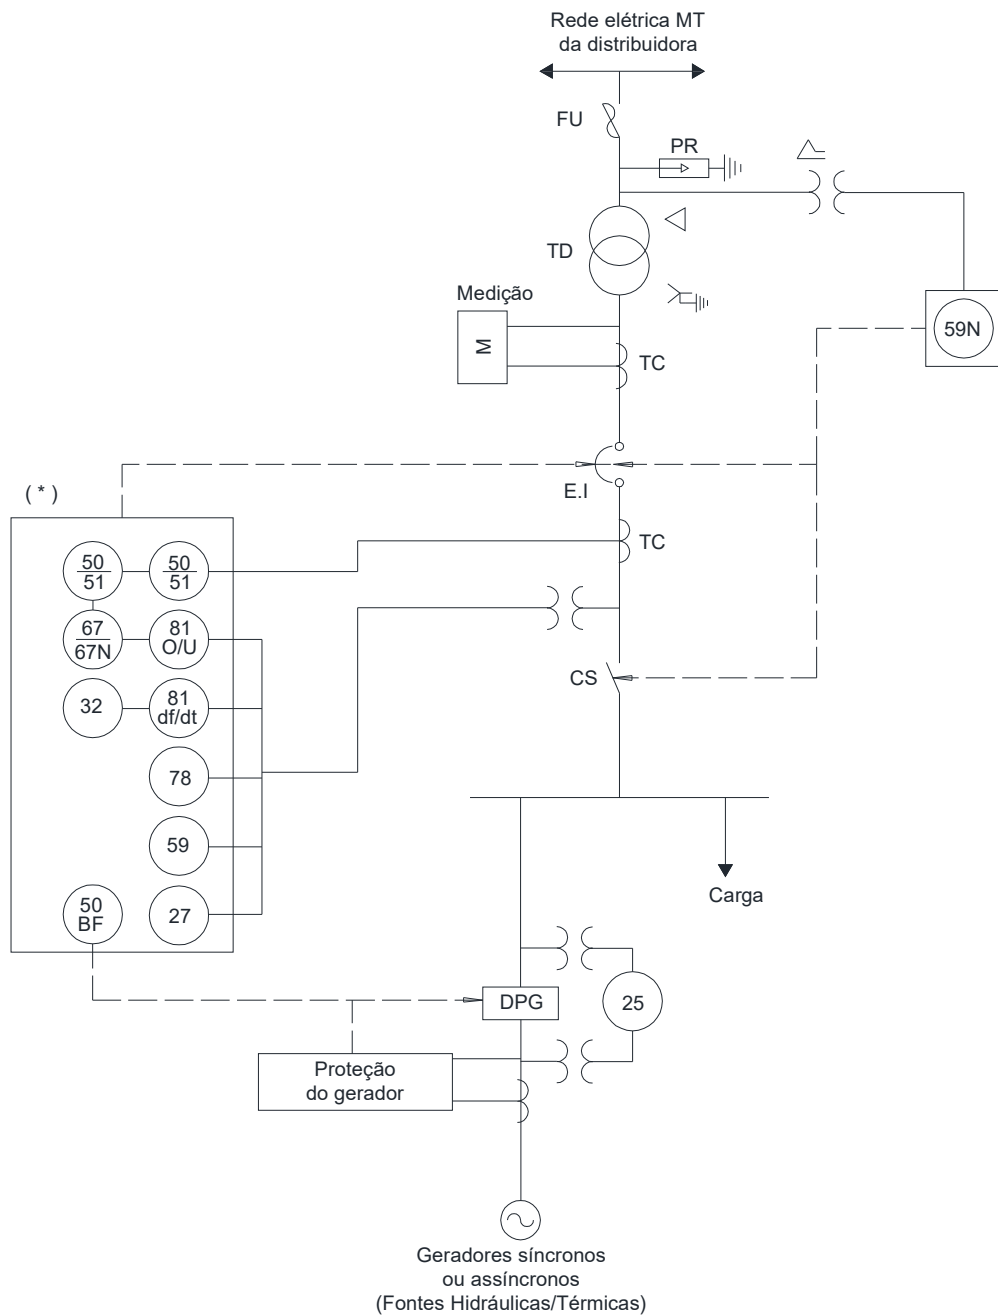 Rede elétrica MT
da distribuidora
FU
PR
TD
Medição
M
TC
59N
E.I
( * )
TC
50
51
50
51
67
67N
81
O/U
CS
32
81
df/dt
78
59
Carga
50
BF
27
DPG
25
Proteção
do gerador
Geradores síncronos
ou assíncronos
(Fontes Hidráulicas/Térmicas)